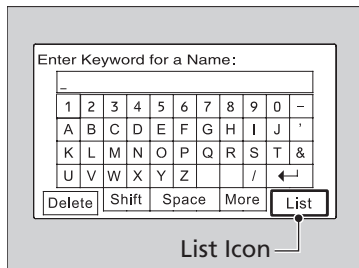 Enter Keyword for a Name:
_
1 2 3 4 5 6 7 8 9 0 –
A B C D E F G H I J '
K L M N O P Q R S T &
U V W X Y Z / ↵
Delete Shift Space More List
List Icon